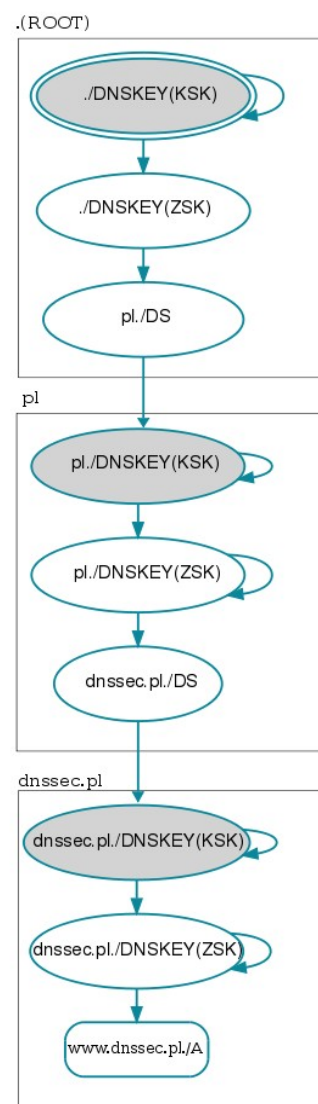 .(ROOT)
./DNSKEY(KSK)
./DNSKEY(ZSK)
pl./DS
pl
pl./DNSKEY(KSK)
pl./DNSKEY(ZSK)
dnssec.pl./DS
dnssec.pl
dnssec.pl./DNSKEY(KSK)
dnssec.pl./DNSKEY(ZSK)
www.dnssec.pl./A